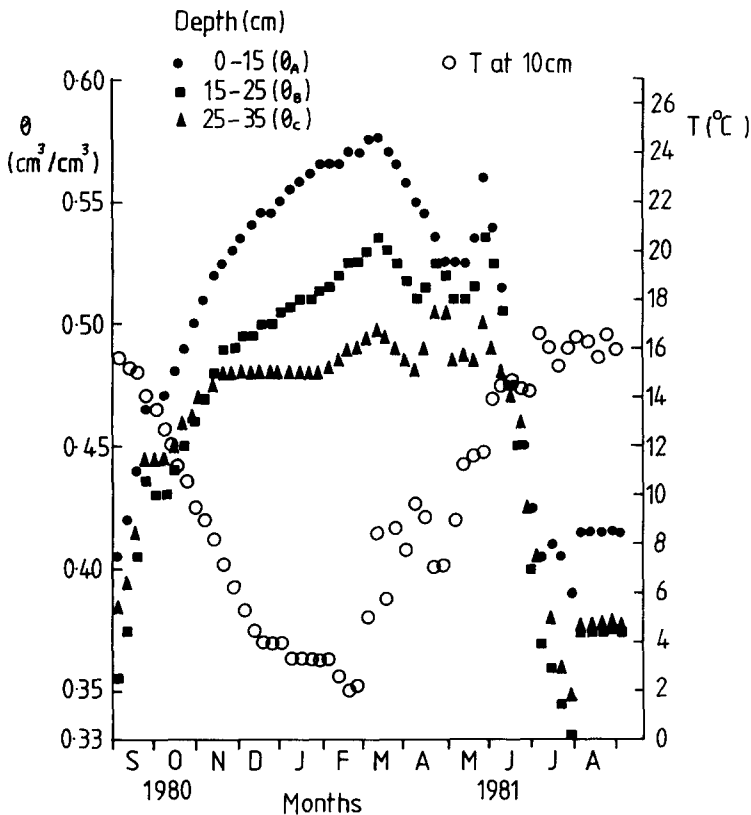 Depth (cm)
● 0-15 (θA)
■ 15-25 (θB)
▲ 25-35 (θC)
○ T at 10cm
θ
(cm³/cm³)
0·60
0·55
0·50
0·45
0·40
0·35
0·33
T(°C)
26
24
22
20
18
16
14
12
10
8
6
4
2
0
S O N D J F M A M J J A
1980 1981
Months